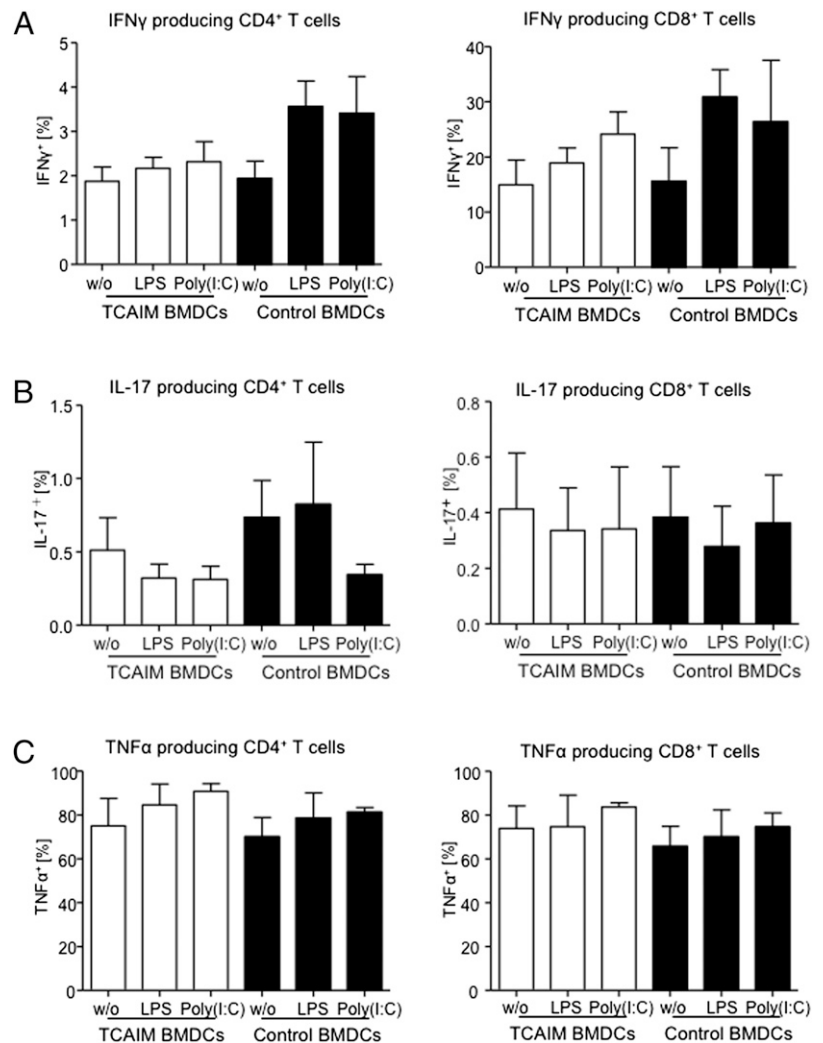 A
IFNγ producing CD4⁺ T cells
IFNγ⁺ [%]
5
4
3
2
1
0
w/o LPS Poly(I:C) w/o LPS Poly(I:C)
TCAIM BMDCs Control BMDCs
IFNγ producing CD8⁺ T cells
IFNγ⁺ [%]
40
30
20
10
0
w/o LPS Poly(I:C) w/o LPS Poly(I:C)
TCAIM BMDCs Control BMDCs
B
IL-17 producing CD4⁺ T cells
IL-17⁺ [%]
1.5
1.0
0.5
0.0
w/o LPS Poly(I:C) w/o LPS Poly(I:C)
TCAIM BMDCs Control BMDCs
IL-17 producing CD8⁺ T cells
IL-17⁺ [%]
0.8
0.6
0.4
0.2
0.0
w/o LPS Poly(I:C) w/o LPS Poly(I:C)
TCAIM BMDCs Control BMDCs
C
TNFα producing CD4⁺ T cells
TNFα⁺ [%]
100
80
60
40
20
0
w/o LPS Poly(I:C) w/o LPS Poly(I:C)
TCAIM BMDCs Control BMDCs
TNFα producing CD8⁺ T cells
TNFα⁺ [%]
100
80
60
40
20
0
w/o LPS Poly(I:C) w/o LPS Poly(I:C)
TCAIM BMDCs Control BMDCs